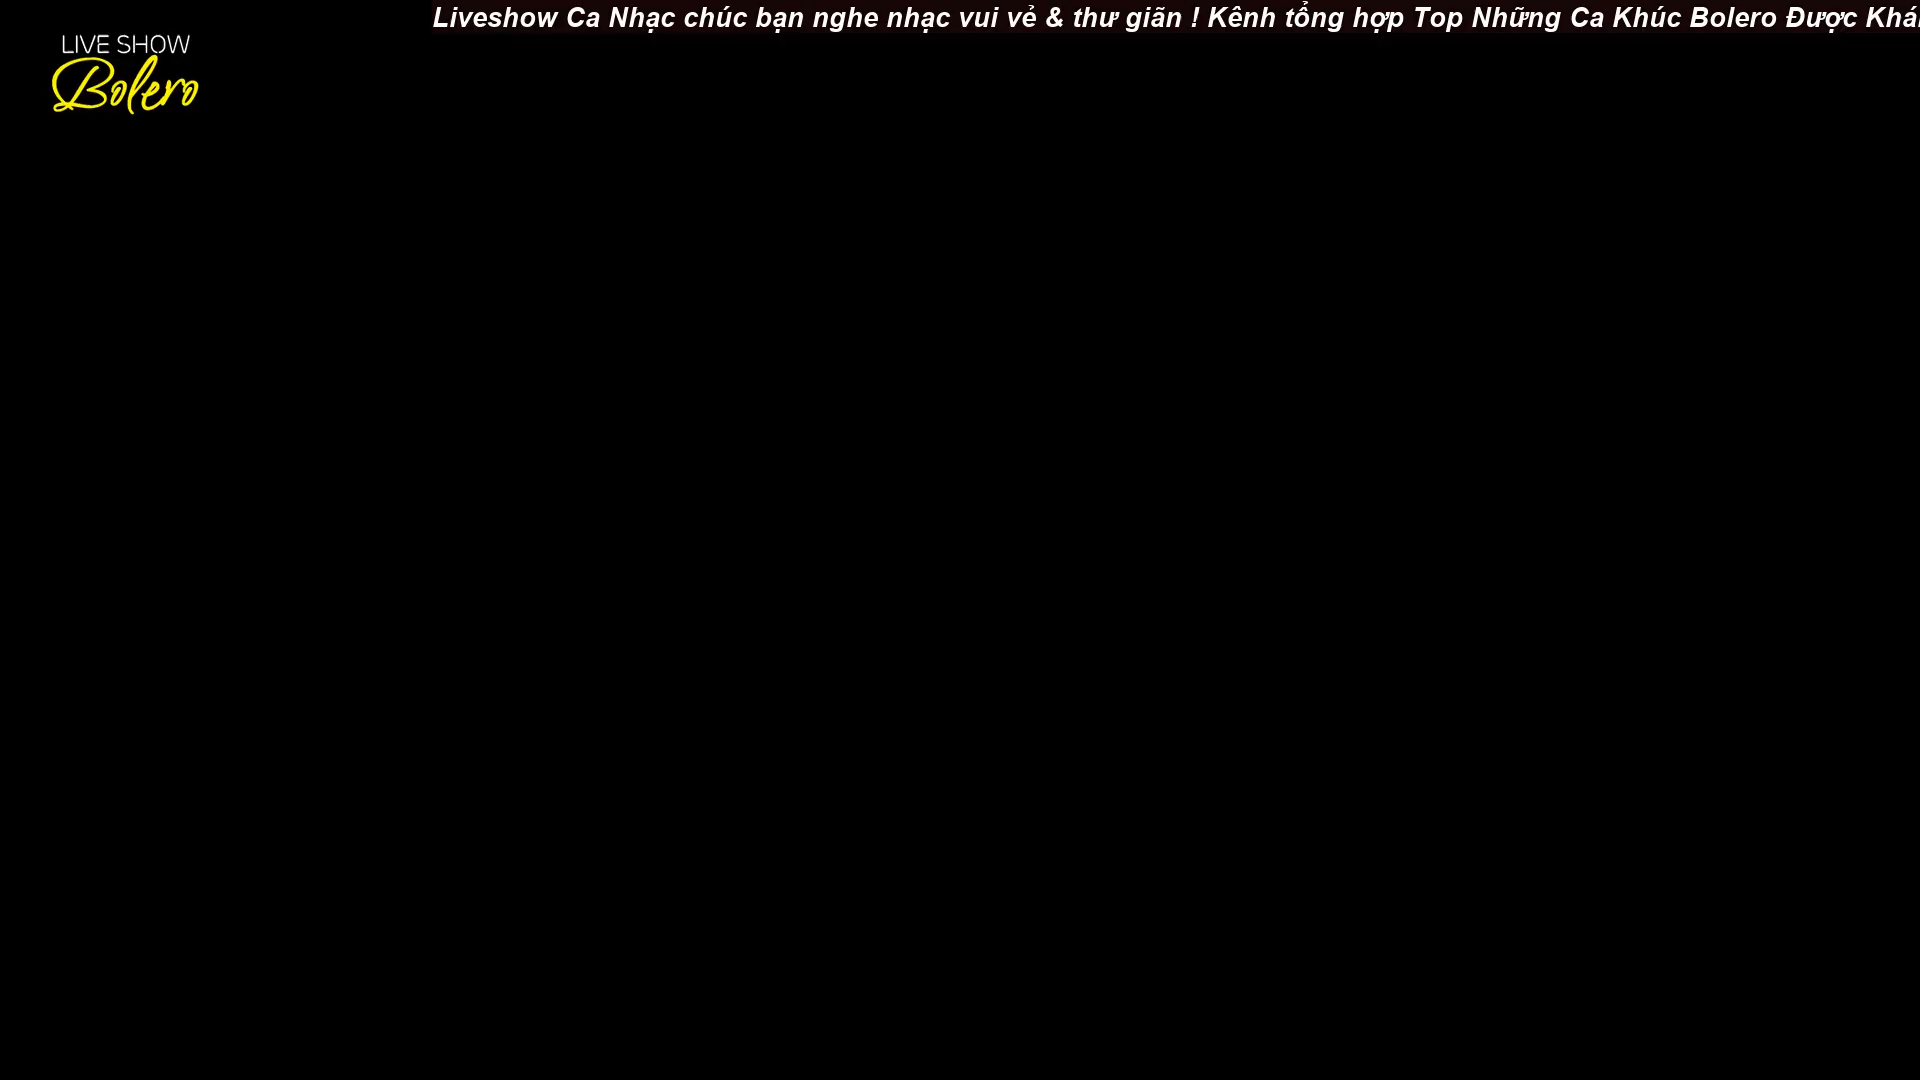 Liveshow Ca Nhạc chúc bạn nghe nhạc vui vẻ & thư giãn ! Kênh tổng hợp Top Những Ca Khúc Bolero Được
LIVE SHOW
Bolero